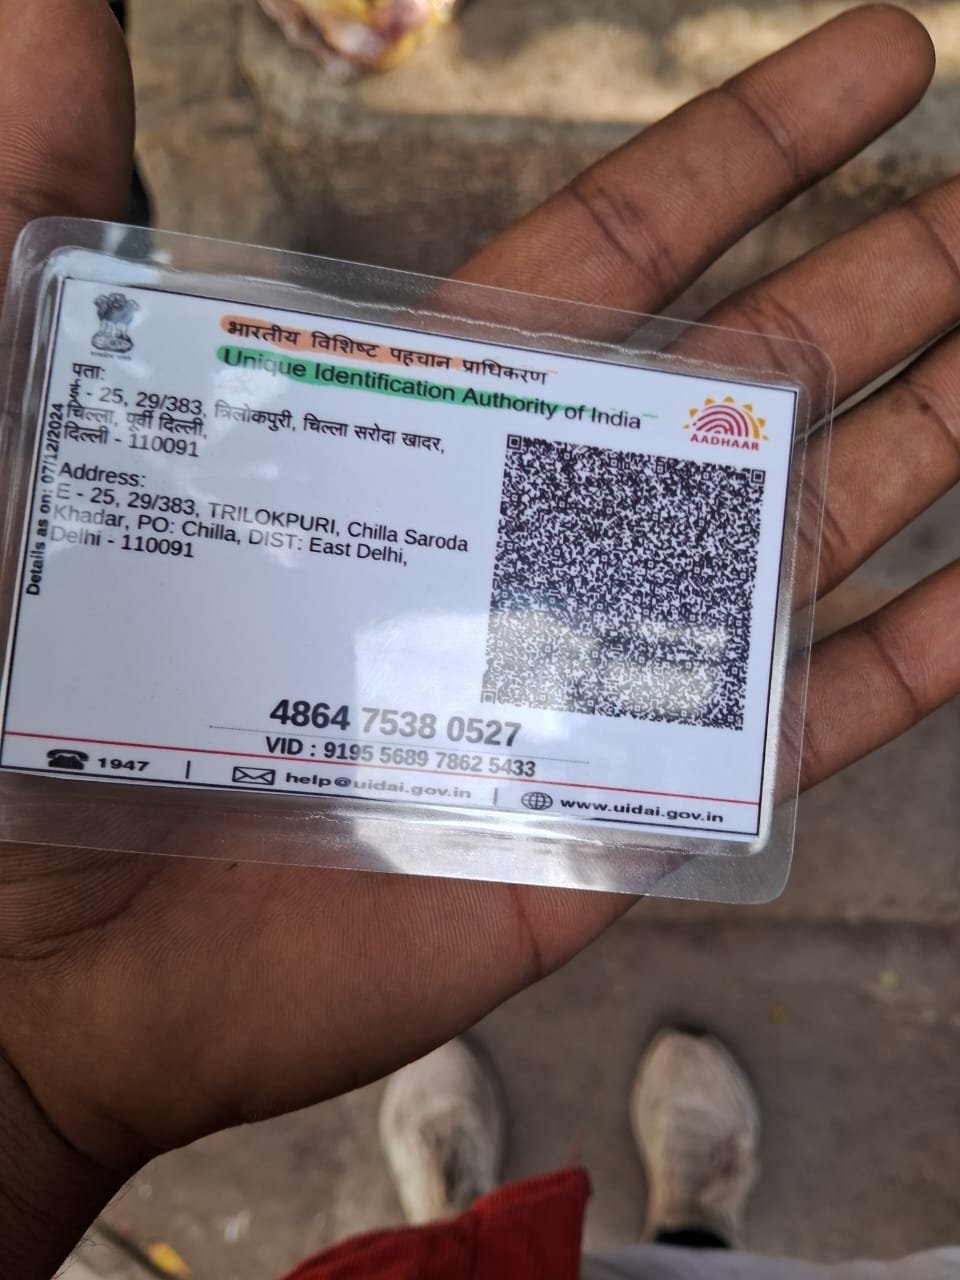 भारतीय विशिष्ट पहचान प्राधिकरण
Unique Identification Authority of India
AADHAAR
पता:
ई - 25, 29/383, त्रिलोकपुरी, चिल्ला सरोदा खादर,
चिल्ला, पूर्वी दिल्ली,
दिल्ली - 110091
Address:
E - 25, 29/383, TRILOKPURI, Chilla Saroda
Khadar, PO: Chilla, DIST: East Delhi,
Delhi - 110091
Details as on: 07/12/2024
4864 7538 0527
VID : 9195 5689 7862 5433
1947 | help@uidai.gov.in | www.uidai.gov.in